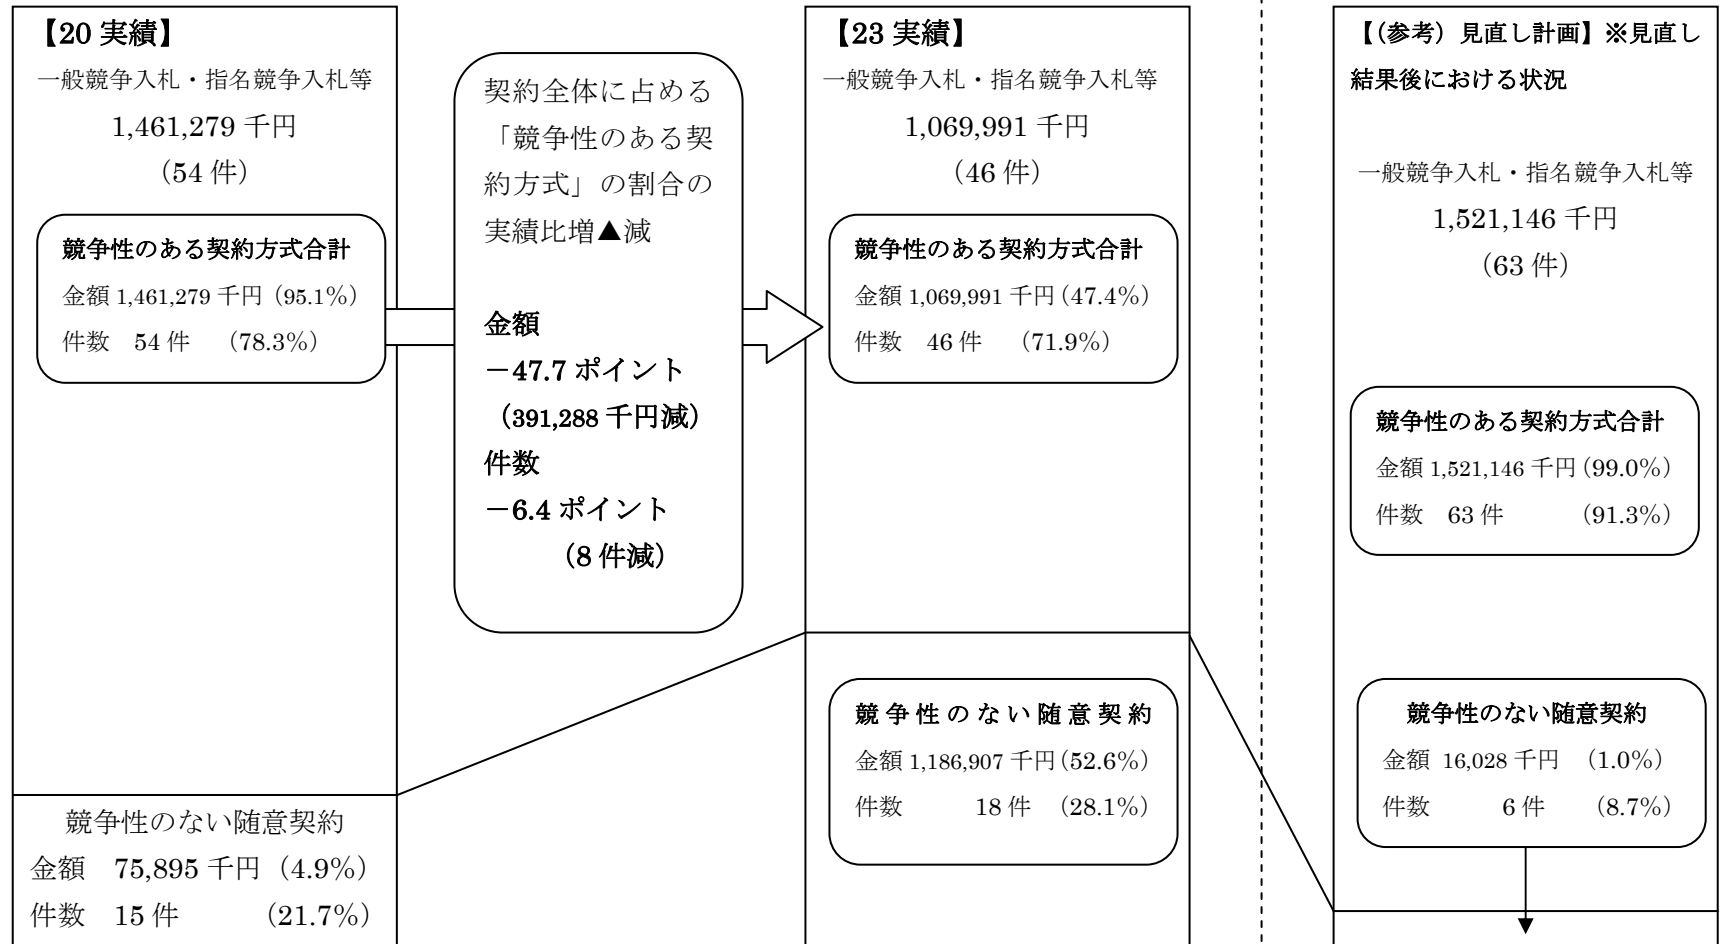 【20 実績】
一般競争入札・指名競争入札等
1,461,279 千円
（54 件）
競争性のある契約方式合計
金額 1,461,279 千円（95.1％）
件数　54 件　（78.3％）
競争性のない随意契約
金額　75,895 千円（4.9％）
件数　15 件　（21.7％）
契約全体に占める
「競争性のある契
約方式」の割合の
実績比増▲減
金額
－47.7 ポイント
（391,288 千円減）
件数
－6.4 ポイント
（8 件減）
【23 実績】
一般競争入札・指名競争入札等
1,069,991 千円
（46 件）
競争性のある契約方式合計
金額 1,069,991 千円（47.4％）
件数　46 件　（71.9％）
競争性のない随意契約
金額 1,186,907 千円（52.6％）
件数　18 件　（28.1％）
【（参考）見直し計画】※見直し
結果後における状況
一般競争入札・指名競争入札等
1,521,146 千円
（63 件）
競争性のある契約方式合計
金額 1,521,146 千円（99.0％）
件数　63 件　（91.3％）
競争性のない随意契約
金額 16,028 千円　（1.0％）
件数　6 件　（8.7％）